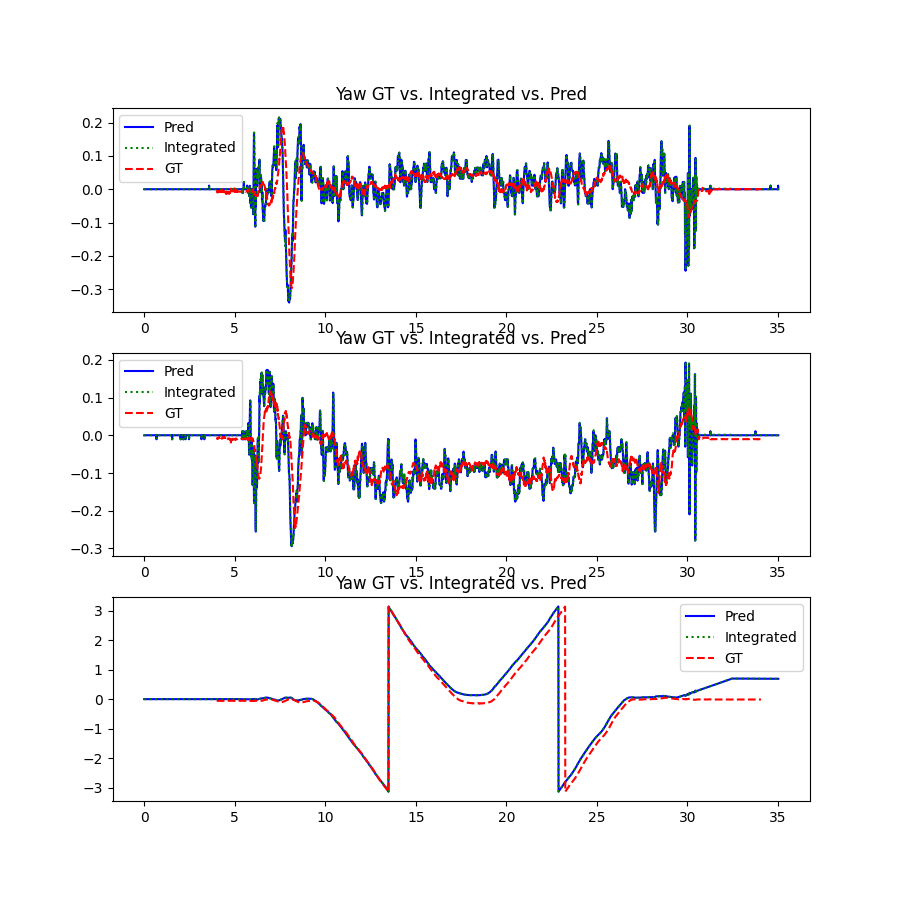 Yaw GT vs. Integrated vs. Pred
0.2
0.1
0.0
−0.1
−0.2
−0.3
Pred
Integrated
GT
0 5 10 15 20 25 30 35
Yaw GT vs. Integrated vs. Pred
0.2
0.1
0.0
−0.1
−0.2
−0.3
Pred
Integrated
GT
0 5 10 15 20 25 30 35
Yaw GT vs. Integrated vs. Pred
3
2
1
0
−1
−2
−3
Pred
Integrated
GT
0 5 10 15 20 25 30 35